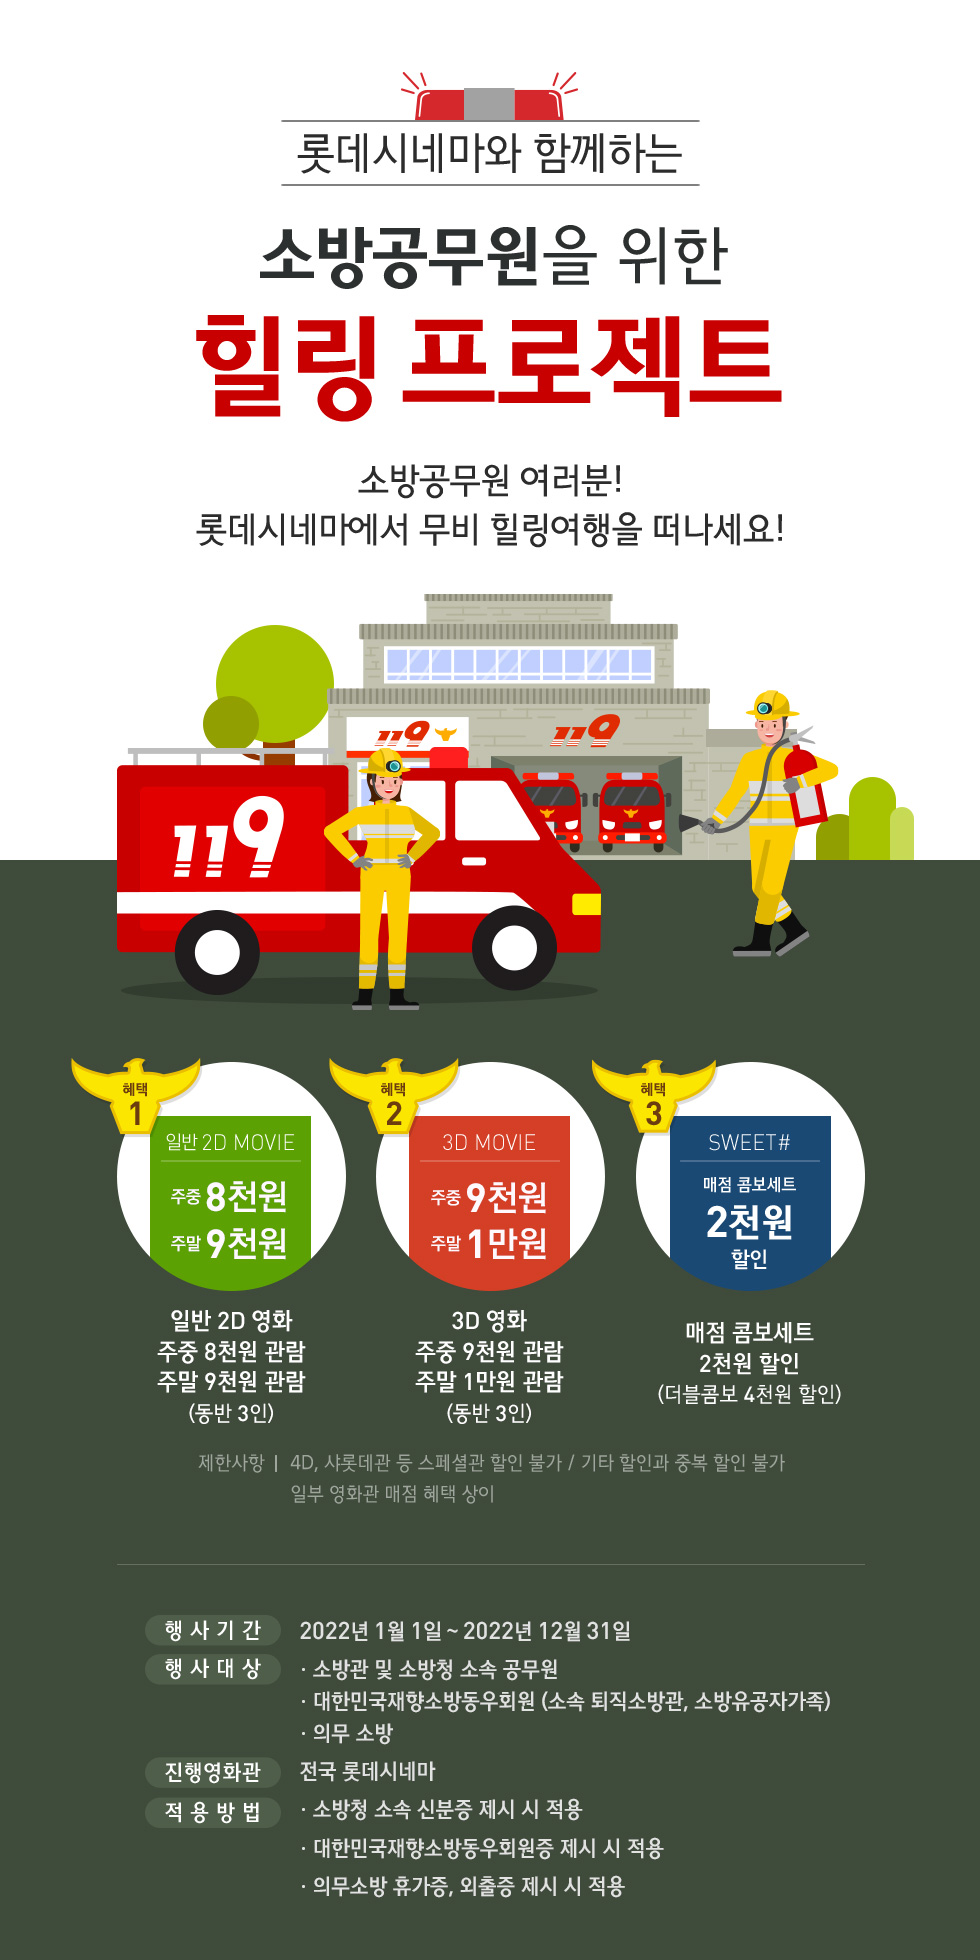 롯데시네마와 함께하는
소방공무원을 위한
힐링 프로젝트
소방공무원 여러분!
롯데시네마에서 무비 힐링여행을 떠나세요!
119
119
119
혜택
1
일반 2D MOVIE
주중 8천원
주말 9천원
일반 2D 영화
주중 8천원 관람
주말 9천원 관람
(동반 3인)
혜택
2
3D MOVIE
주중 9천원
주말 1만원
3D 영화
주중 9천원 관람
주말 1만원 관람
(동반 3인)
혜택
3
SWEET#
매점 콤보세트
2천원
할인
매점 콤보세트
2천원 할인
(더블콤보 4천원 할인)
제한사항 | 4D, 샤롯데관 등 스페셜관 할인 불가 / 기타 할인과 중복 할인 불가
일부 영화관 매점 혜택 상이
행사기간 2022년 1월 1일 ~ 2022년 12월 31일
행사대상 · 소방관 및 소방청 소속 공무원
· 대한민국재향소방동우회원 (소속 퇴직소방관, 소방유공자가족)
· 의무 소방
진행영화관 전국 롯데시네마
적용방법 · 소방청 소속 신분증 제시 시 적용
· 대한민국재향소방동우회원증 제시 시 적용
· 의무소방 휴가증, 외출증 제시 시 적용